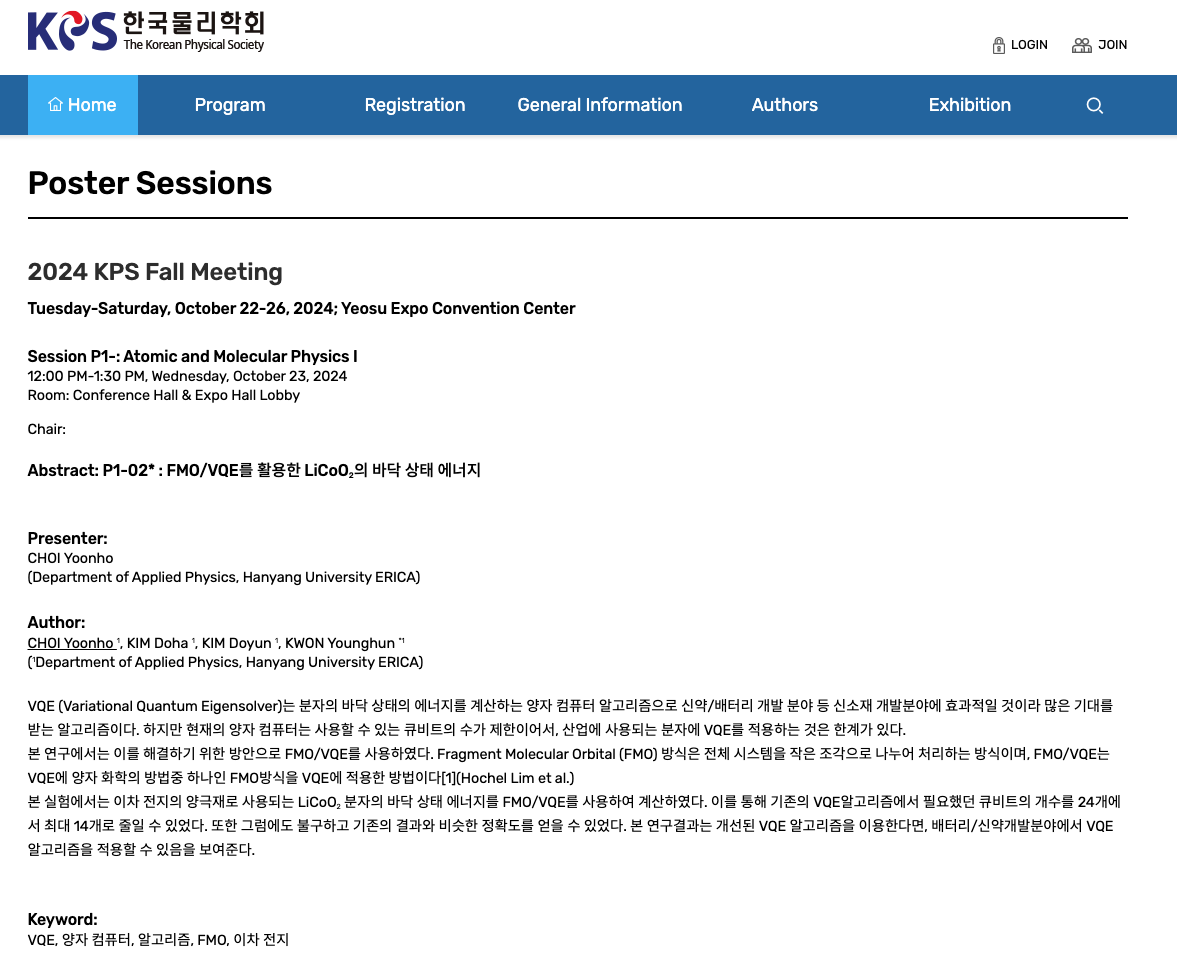 KPS 한국물리학회
The Korean Physical Society
LOGIN JOIN
Home Program Registration General Information Authors Exhibition
Poster Sessions
2024 KPS Fall Meeting
Tuesday-Saturday, October 22-26, 2024; Yeosu Expo Convention Center
Session P1-: Atomic and Molecular Physics I
12:00 PM-1:30 PM, Wednesday, October 23, 2024
Room: Conference Hall & Expo Hall Lobby
Chair:
Abstract: P1-02* : FMO/VQE를 활용한 LiCoO₂의 바닥 상태 에너지
Presenter:
CHOI Yoonho
(Department of Applied Physics, Hanyang University ERICA)
Author:
CHOI Yoonho ¹, KIM Doha ¹, KIM Doyun ¹, KWON Younghun *¹
(¹Department of Applied Physics, Hanyang University ERICA)
VQE (Variational Quantum Eigensolver)는 분자의 바닥 상태의 에너지를 계산하는 양자 컴퓨터 알고리즘으로 신약/배터리 개발 분야 등 신소재 개발분야에 효과적일 것이라 많은 기대를
받는 알고리즘이다. 하지만 현재의 양자 컴퓨터는 사용할 수 있는 큐비트의 수가 제한이어서, 산업에 사용되는 분자에 VQE를 적용하는 것은 한계가 있다.
본 연구에서는 이를 해결하기 위한 방안으로 FMO/VQE를 사용하였다. Fragment Molecular Orbital (FMO) 방식은 전체 시스템을 작은 조각으로 나누어 처리하는 방식이며, FMO/VQE는
VQE에 양자 화학의 방법중 하나인 FMO방식을 VQE에 적용한 방법이다[1](Hochel Lim et al.)
본 실험에서는 이차 전지의 양극재로 사용되는 LiCoO₂ 분자의 바닥 상태 에너지를 FMO/VQE를 사용하여 계산하였다. 이를 통해 기존의 VQE알고리즘에서 필요했던 큐비트의 개수를 24개에
서 최대 14개로 줄일 수 있었다. 또한 그럼에도 불구하고 기존의 결과와 비슷한 정확도를 얻을 수 있었다. 본 연구결과는 개선된 VQE 알고리즘을 이용한다면, 배터리/신약개발분야에서 VQE
알고리즘을 적용할 수 있음을 보여준다.
Keyword:
VQE, 양자 컴퓨터, 알고리즘, FMO, 이차 전지